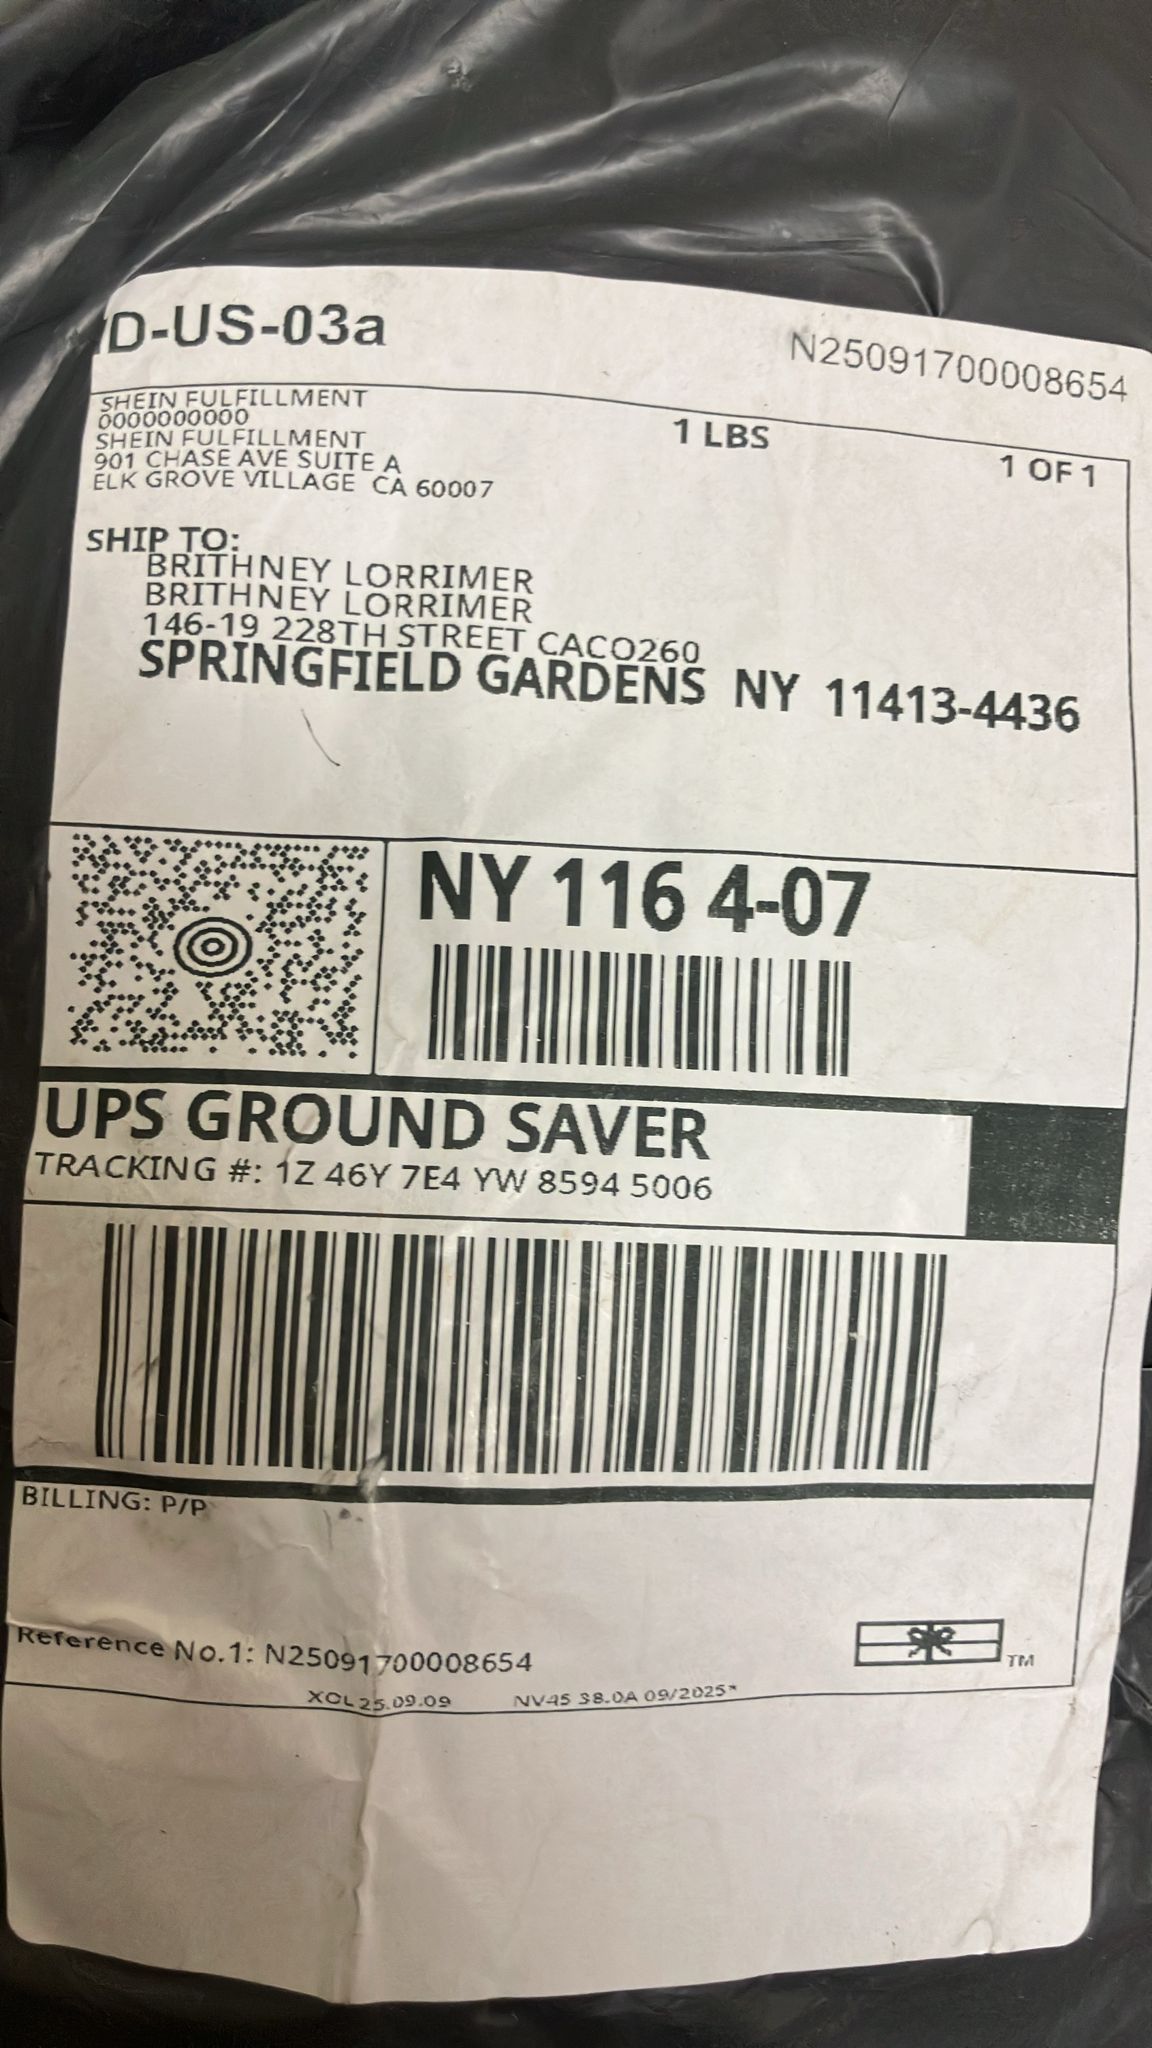 D-US-03a
N25091700008654
SHEIN FULFILLMENT
0000000000
SHEIN FULFILLMENT
901 CHASE AVE SUITE A
ELK GROVE VILLAGE CA 60007
1 LBS
1 OF 1
SHIP TO:
BRITHNEY LORRIMER
BRITHNEY LORRIMER
146-19 228TH STREET CACO260
SPRINGFIELD GARDENS NY 11413-4436
NY 116 4-07
UPS GROUND SAVER
TRACKING #: 1Z 46Y 7E4 YW 8594 5006
BILLING: P/P
Reference No.1: N25091700008654
TM
XOL 25.09.09 NV45 38.0A 09/2025*